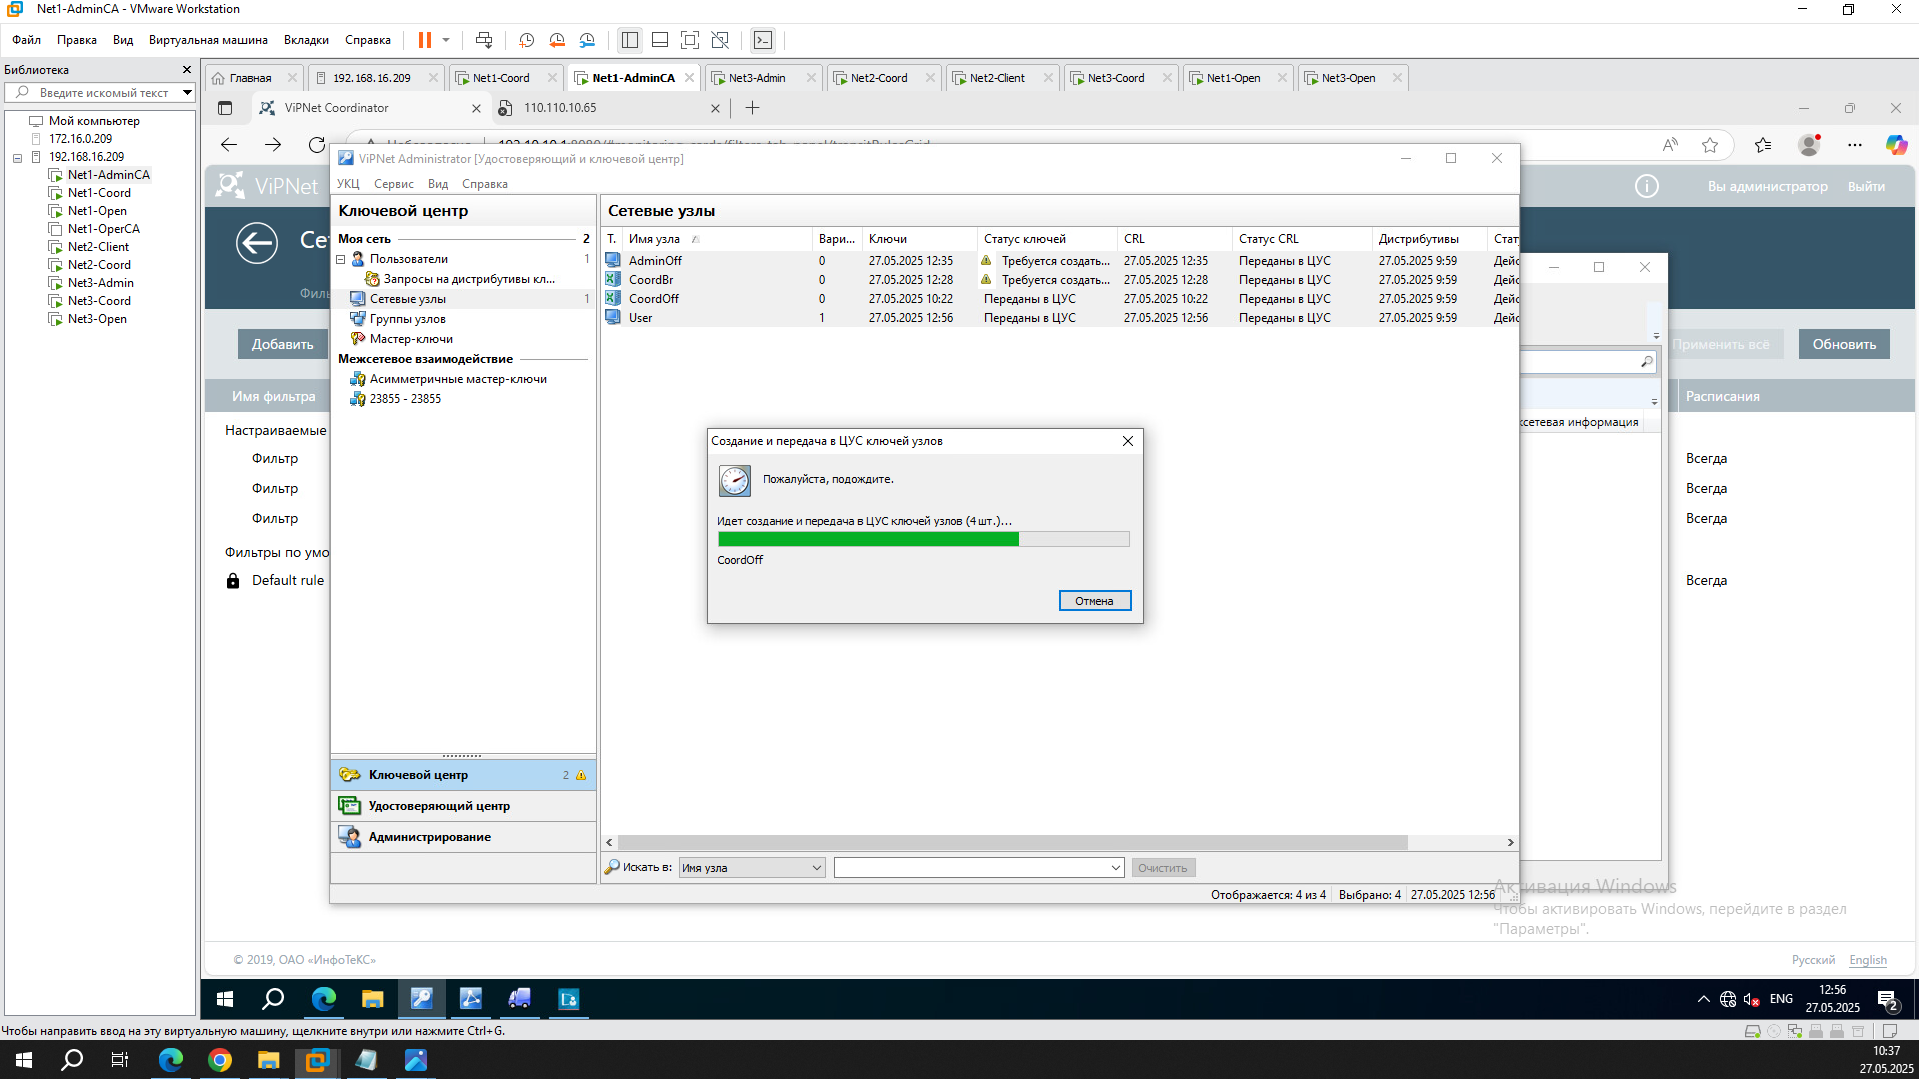 Net1-AdminCA - VMware Workstation
Файл Правка Вид Виртуальная машина Вкладки Справка
Библиотека
Введите искомый текст
Мой компьютер
172.16.0.209
192.168.16.209
Net1-AdminCA
Net1-Coord
Net1-Open
Net1-OperCA
Net2-Client
Net2-Coord
Net3-Admin
Net3-Coord
Net3-Open
Главная 192.168.16.209 Net1-Coord Net1-AdminCA Net3-Admin Net2-Coord Net2-Client Net3-Coord Net1-Open Net3-Open
ViPNet Coordinator 110.110.10.65
ViPNet
Вы администратор Выйти
Се
Филь
Добавить
Применить всё Обновить
Имя фильтра
Расписания
Настраиваемые
Фильтр Всегда
Фильтр Всегда
Фильтр Всегда
Фильтры по умо
Default rule Всегда
ксетевая информация
ViPNet Administrator [Удостоверяющий и ключевой центр]
УКЦ Сервис Вид Справка
Ключевой центр
Моя сеть 2
Пользователи 1
Запросы на дистрибутивы кл...
Сетевые узлы 1
Группы узлов
Мастер-ключи
Межсетевое взаимодействие
Асимметричные мастер-ключи
23855 - 23855
Ключевой центр 2
Удостоверяющий центр
Администрирование
Сетевые узлы
Т. Имя узла Вари... Ключи Статус ключей CRL Статус CRL Дистрибутивы Стат
AdminOff 0 27.05.2025 12:35 Требуется создать... 27.05.2025 12:35 Переданы в ЦУС 27.05.2025 9:59 Дейс
CoordBr 0 27.05.2025 12:28 Требуется создать... 27.05.2025 12:28 Переданы в ЦУС 27.05.2025 9:59 Дейс
CoordOff 0 27.05.2025 10:22 Переданы в ЦУС 27.05.2025 10:22 Переданы в ЦУС 27.05.2025 9:59 Дейс
User 1 27.05.2025 12:56 Переданы в ЦУС 27.05.2025 12:56 Переданы в ЦУС 27.05.2025 9:59 Дейс
Создание и передача в ЦУС ключей узлов
Пожалуйста, подождите.
Идет создание и передача в ЦУС ключей узлов (4 шт.)...
CoordOff
Отмена
Искать в: Имя узла Очистить
Отображается: 4 из 4 Выбрано: 4 27.05.2025 12:56
Активация Windows
Чтобы активировать Windows, перейдите в раздел
"Параметры".
© 2019, ОАО «ИнфоТеКС»
Русский English
ENG
12:56
27.05.2025
2
Чтобы направить ввод на эту виртуальную машину, щелкните внутри или нажмите Ctrl+G.
10:37
27.05.2025